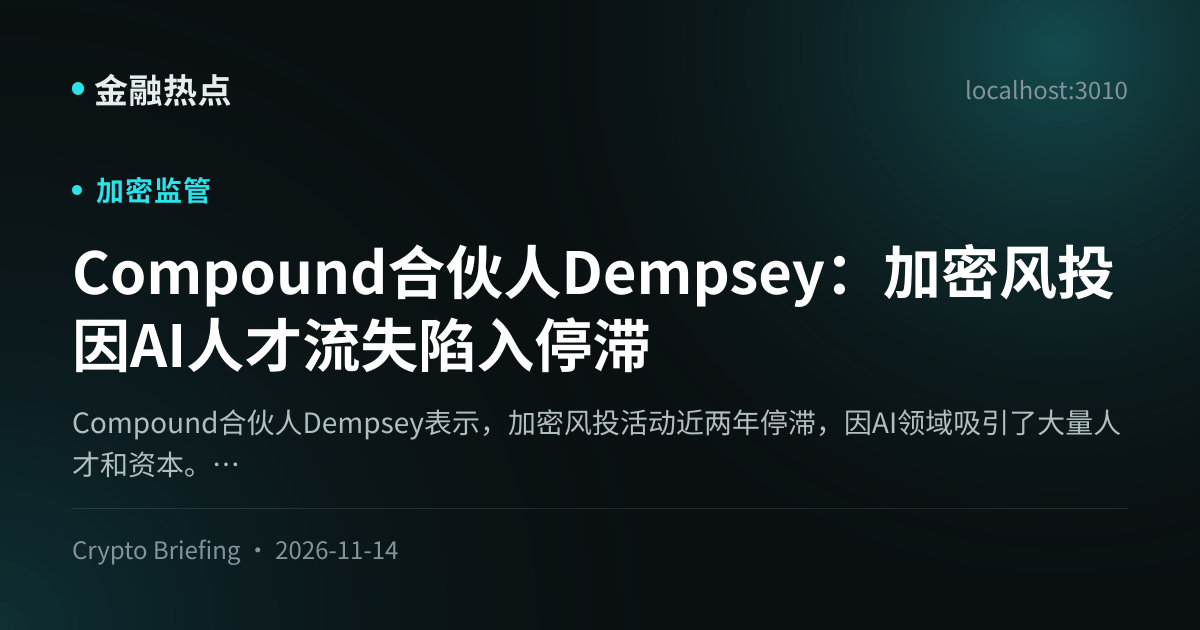 金融热点
localhost:3010
加密监管
Compound合伙人Dempsey：加密风投
因AI人才流失陷入停滞
Compound合伙人Dempsey表示，加密风投活动近两年停滞，因AI领域吸引了大量人
才和资本。…
Crypto Briefing · 2026-11-14